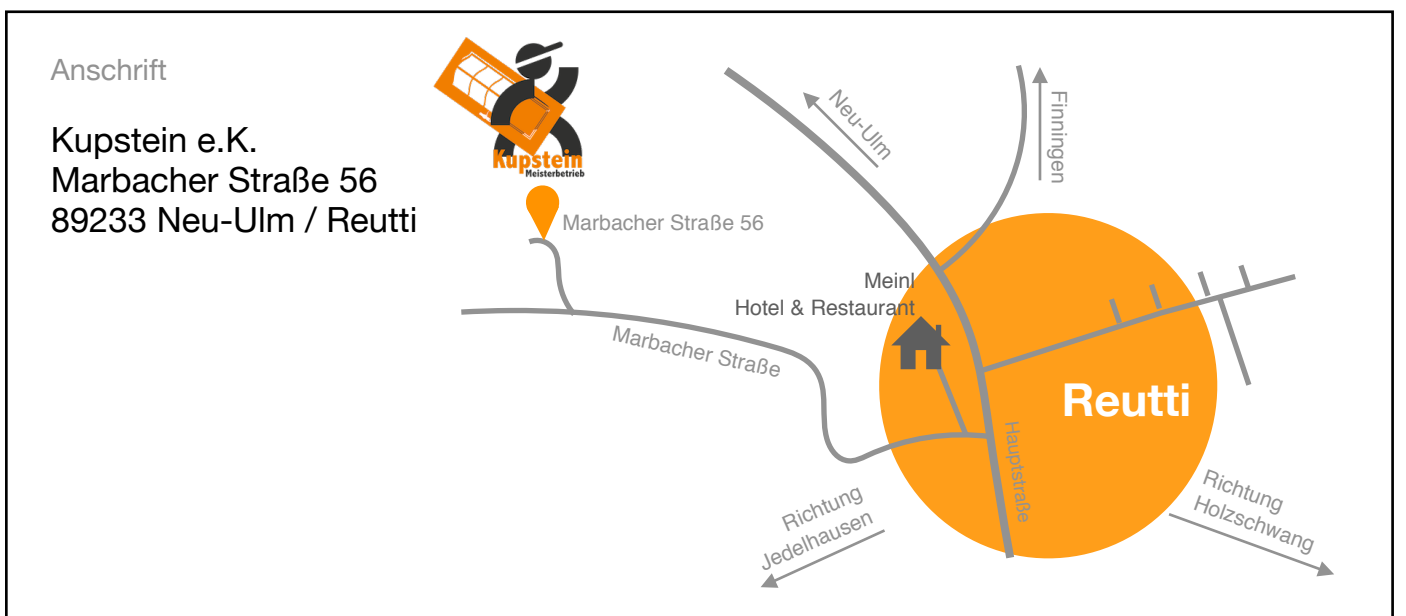 Anschrift
Kupstein e.K.
Marbacher Straße 56
89233 Neu-Ulm / Reutti
Kupstein
Meisterbetrieb
Marbacher Straße 56
Neu-Ulm
Finningen
Meinl
Hotel & Restaurant
Marbacher Straße
Reutti
Hauptstraße
Richtung
Jedelhausen
Richtung
Holzschwang